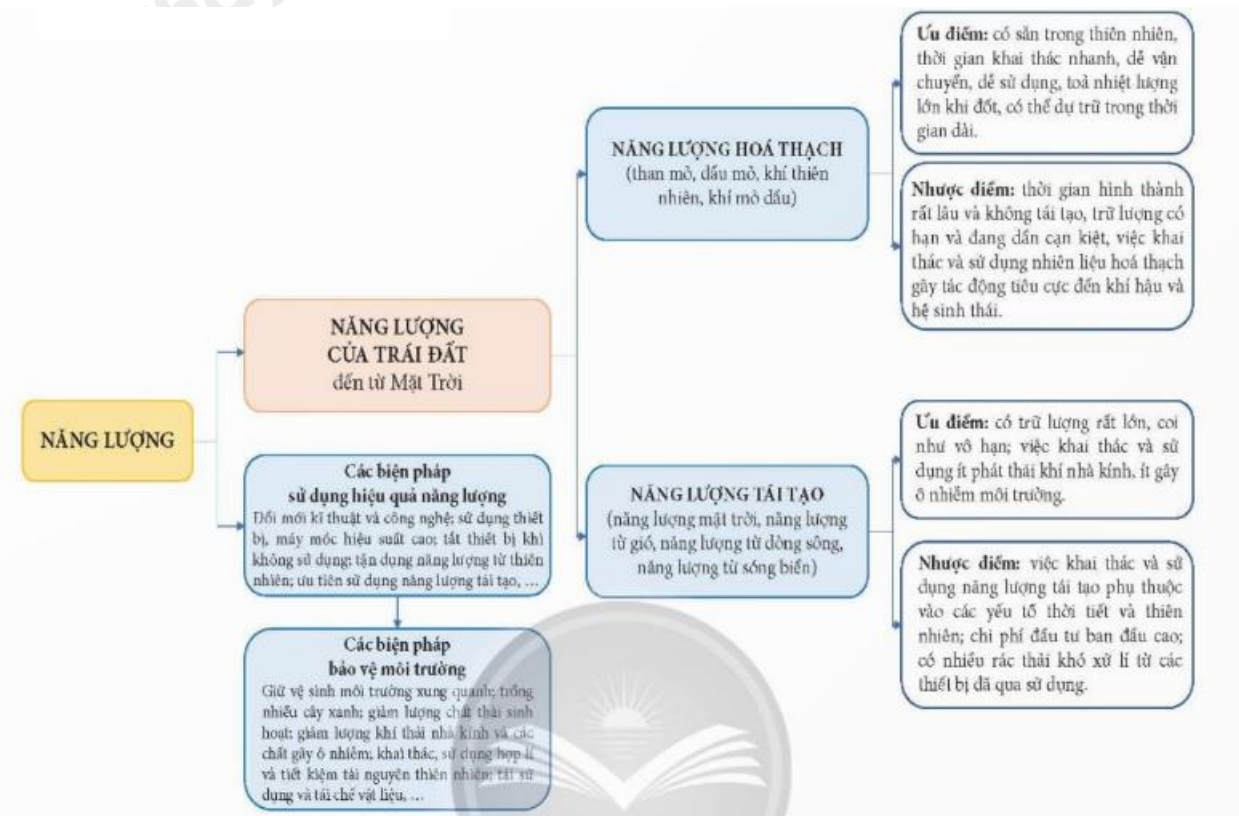 NĂNG LƯỢNG
NĂNG LƯỢNG
CỦA TRÁI ĐẤT
đến từ Mặt Trời
Các biện pháp
sử dụng hiệu quả năng lượng
Đổi mới kĩ thuật và công nghệ; sử dụng thiết
bị, máy móc hiệu suất cao; tắt thiết bị khi
không sử dụng; tận dụng năng lượng từ thiên
nhiên; ưu tiên sử dụng năng lượng tái tạo, …
Các biện pháp
bảo vệ môi trường
Giữ vệ sinh môi trường xung quanh; trồng
nhiều cây xanh; giảm lượng chất thải sinh
hoạt; giảm lượng khí thải nhà kính và các
chất gây ô nhiễm; khai thác, sử dụng hợp lí
và tiết kiệm tài nguyên thiên nhiên; tái sử
dụng và tái chế vật liệu, …
NĂNG LƯỢNG HOÁ THẠCH
(than mỏ, dầu mỏ, khí thiên
nhiên, khí mỏ dầu)
Ưu điểm: có sẵn trong thiên nhiên,
thời gian khai thác nhanh, dễ vận
chuyển, dễ sử dụng, toả nhiệt lượng
lớn khi đốt, có thể dự trữ trong thời
gian dài.
Nhược điểm: thời gian hình thành
rất lâu và không tái tạo, trữ lượng có
hạn và đang dần cạn kiệt, việc khai
thác và sử dụng nhiên liệu hoá thạch
gây tác động tiêu cực đến khí hậu và
hệ sinh thái.
NĂNG LƯỢNG TÁI TẠO
(năng lượng mặt trời, năng lượng
từ gió, năng lượng từ dòng sông,
năng lượng từ sóng biển)
Ưu điểm: có trữ lượng rất lớn, coi
như vô hạn; việc khai thác và sử
dụng ít phát thải khí nhà kính, ít gây
ô nhiễm môi trường.
Nhược điểm: việc khai thác và sử
dụng năng lượng tái tạo phụ thuộc
vào các yếu tố thời tiết và thiên
nhiên; chi phí đầu tư ban đầu cao;
có nhiều rác thải khó xử lí từ các
thiết bị đã qua sử dụng.